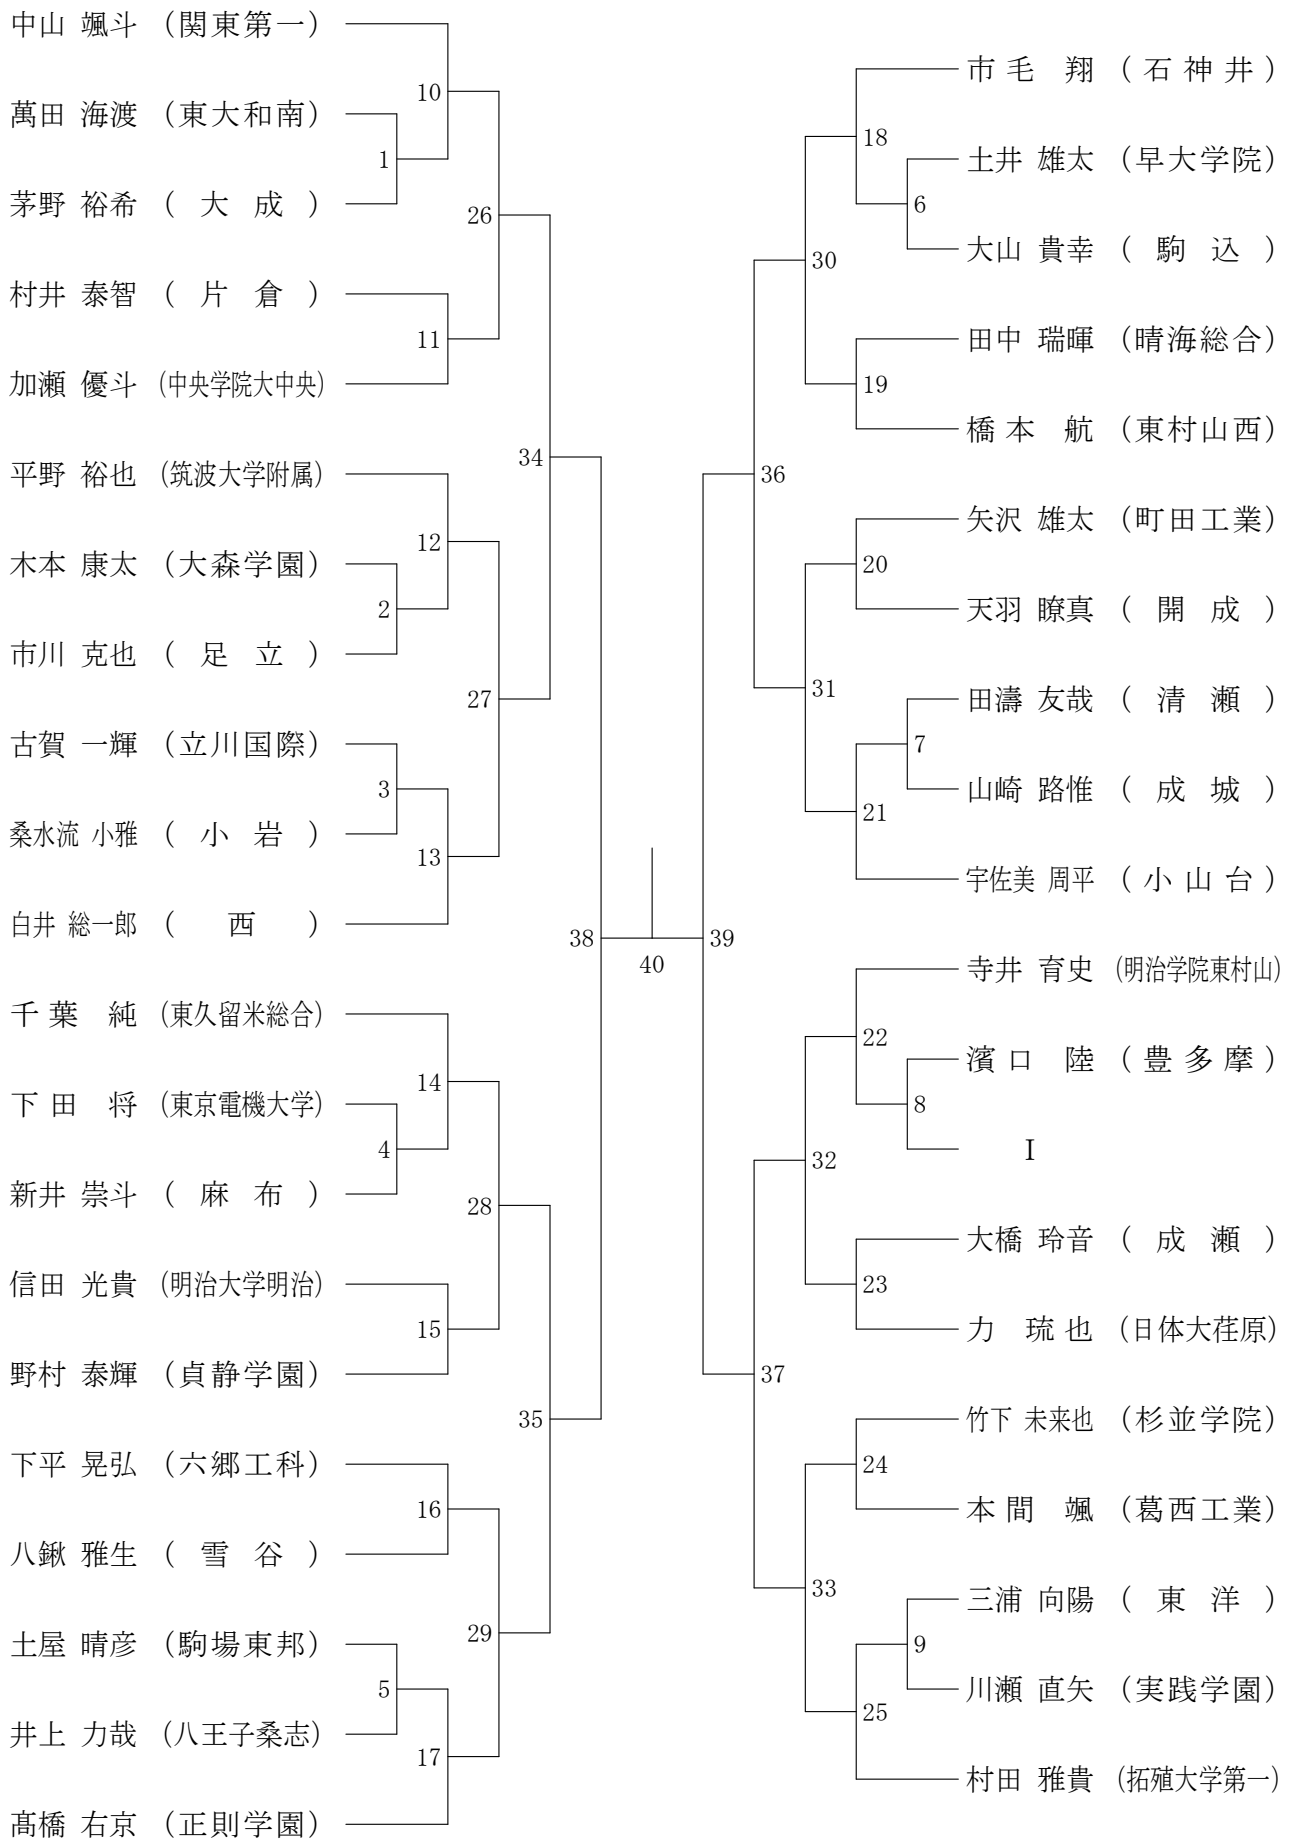 中山 颯斗 （関東第一）
萬田 海渡 （東大和南）
茅野 裕希 （ 大 成 ）
村井 泰智 （ 片 倉 ）
加瀬 優斗 （中央学院大中央）
平野 裕也 （筑波大学附属）
木本 康太 （大森学園）
市川 克也 （ 足 立 ）
古賀 一輝 （立川国際）
桑水流 小雅 （ 小 岩 ）
白井 総一郎 （ 西 ）
千葉 純 （東久留米総合）
下田 将 （東京電機大学）
新井 崇斗 （ 麻 布 ）
信田 光貴 （明治大学明治）
野村 泰輝 （貞静学園）
下平 晃弘 （六郷工科）
八鍬 雅生 （ 雪 谷 ）
土屋 晴彦 （駒場東邦）
井上 力哉 （八王子桑志）
髙橋 右京 （正則学園）
1
2
3
4
5
10
11
12
13
14
15
16
17
26
27
28
29
34
35
38
40
39
36
37
30
31
32
33
18
19
20
21
22
23
24
25
6
7
8
9
市毛 翔 （ 石 神 井 ）
土井 雄太 （早大学院）
大山 貴幸 （ 駒 込 ）
田中 瑞暉 （晴海総合）
橋本 航 （東村山西）
矢沢 雄太 （町田工業）
天羽 瞭真 （ 開 成 ）
田濤 友哉 （ 清 瀬 ）
山崎 路惟 （ 成 城 ）
宇佐美 周平 （ 小 山 台 ）
寺井 育史 （明治学院東村山）
濱口 陸 （ 豊 多 摩 ）
I
大橋 玲音 （ 成 瀬 ）
力 琉也 （日体大荏原）
竹下 未来也 （杉並学院）
本間 颯 （葛西工業）
三浦 向陽 （ 東 洋 ）
川瀬 直矢 （実践学園）
村田 雅貴 （拓殖大学第一）